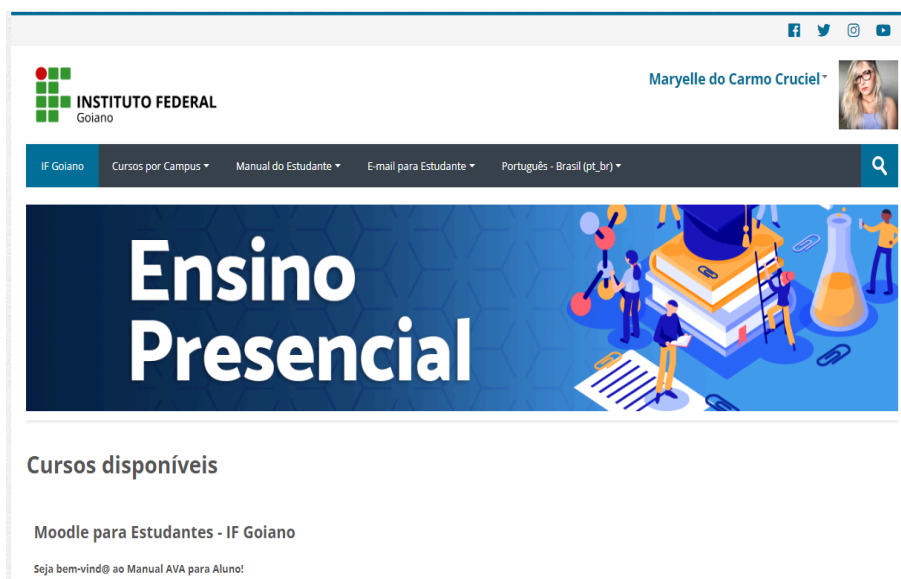 INSTITUTO FEDERAL
Goiano
Maryelle do Carmo Cruciel
IF Goiano Cursos por Campus Manual do Estudante E-mail para Estudante Português - Brasil (pt_br)
Ensino
Presencial
Cursos disponíveis
Moodle para Estudantes - IF Goiano
Seja bem-vind@ ao Manual AVA para Aluno!